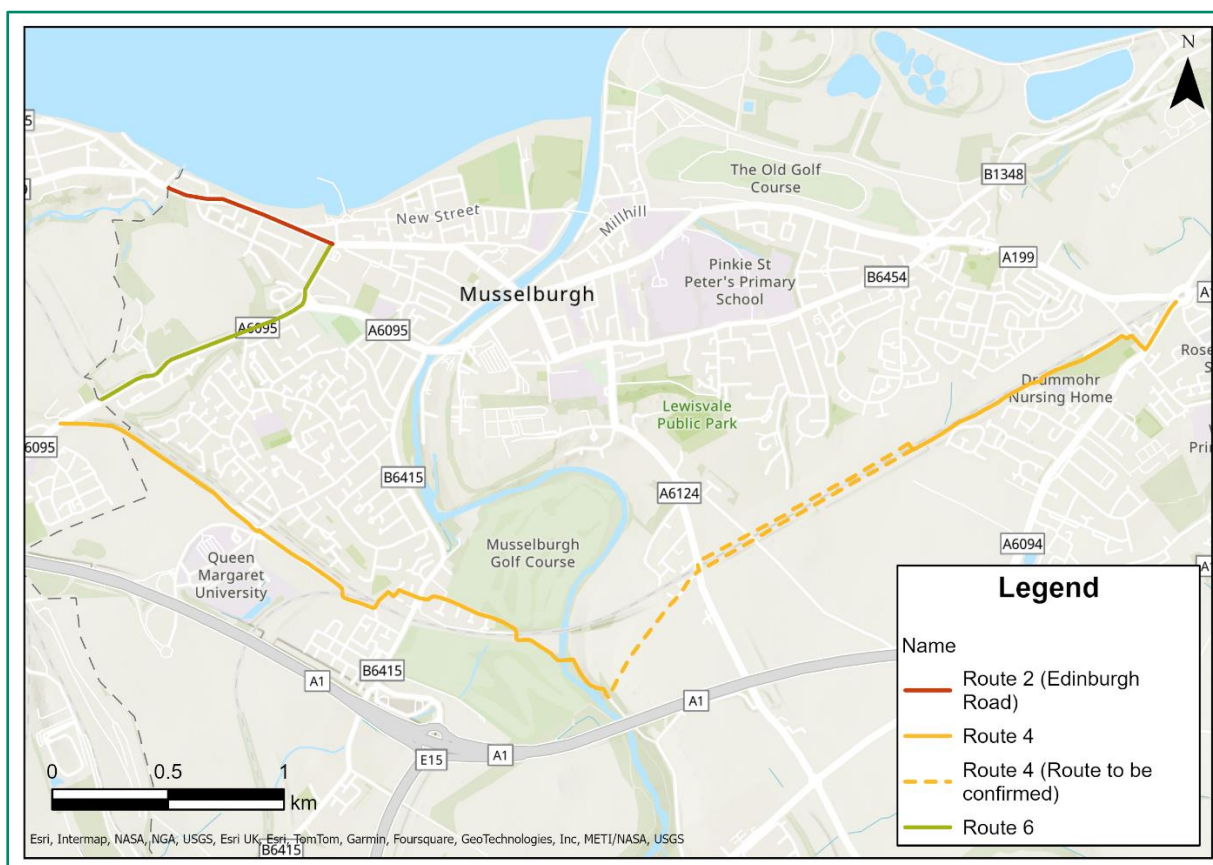 N
The Old Golf
Course
B1348
New Street
Millhill
A199
Pinkie St
Peter's Primary
School
B6454
Musselburgh
A6095
A6095
Drummohr
Nursing Home
Lewisvale
Public Park
6095
B6415
A6124
Queen
Margaret
University
Musselburgh
Golf Course
A6094
B6415
A1
A1
A1
E15
B6415
Legend
Name
Route 2 (Edinburgh
Road)
Route 4
Route 4 (Route to be
confirmed)
Route 6
0 0.5 1
km
Esri, Intermap, NASA, NGA, USGS, Esri UK, Esri, TomTom, Garmin, Foursquare, GeoTechnologies, Inc, METI/NASA, USGS